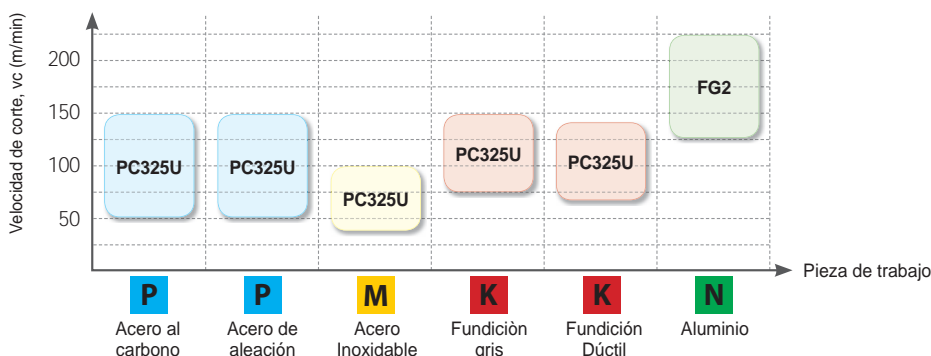 Velocidad de corte, vc (m/min)
200
150
100
50
PC325U
PC325U
PC325U
PC325U
PC325U
FG2
Pieza de trabajo
P
P
M
K
K
N
Acero al
carbono
Acero de
aleación
Acero
Inoxidable
Fundiciòn
gris
Fundición
Dúctil
Aluminio